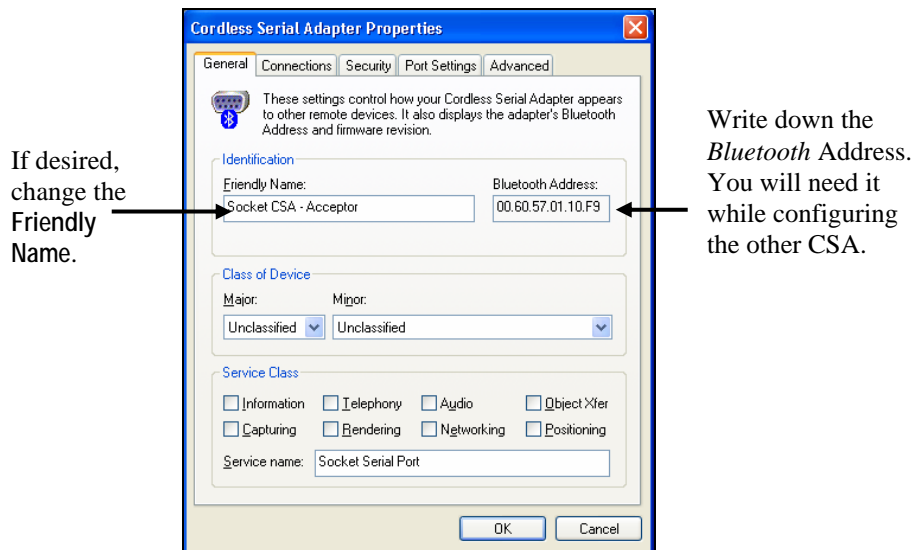 Cordless Serial Adapter Properties
General Connections Security Port Settings Advanced
These settings control how your Cordless Serial Adapter appears
to other remote devices. It also displays the adapter's Bluetooth
Address and firmware revision.
If desired,
change the
Friendly
Name.
Identification
Friendly Name: Bluetooth Address:
Socket CSA - Acceptor 00.60.57.01.10.F9
Write down the
Bluetooth Address.
You will need it
while configuring
the other CSA.
Class of Device
Major: Minor:
Unclassified Unclassified
Service Class
Information Telephony Audio Object Xfer
Capturing Rendering Networking Positioning
Service name: Socket Serial Port
OK Cancel